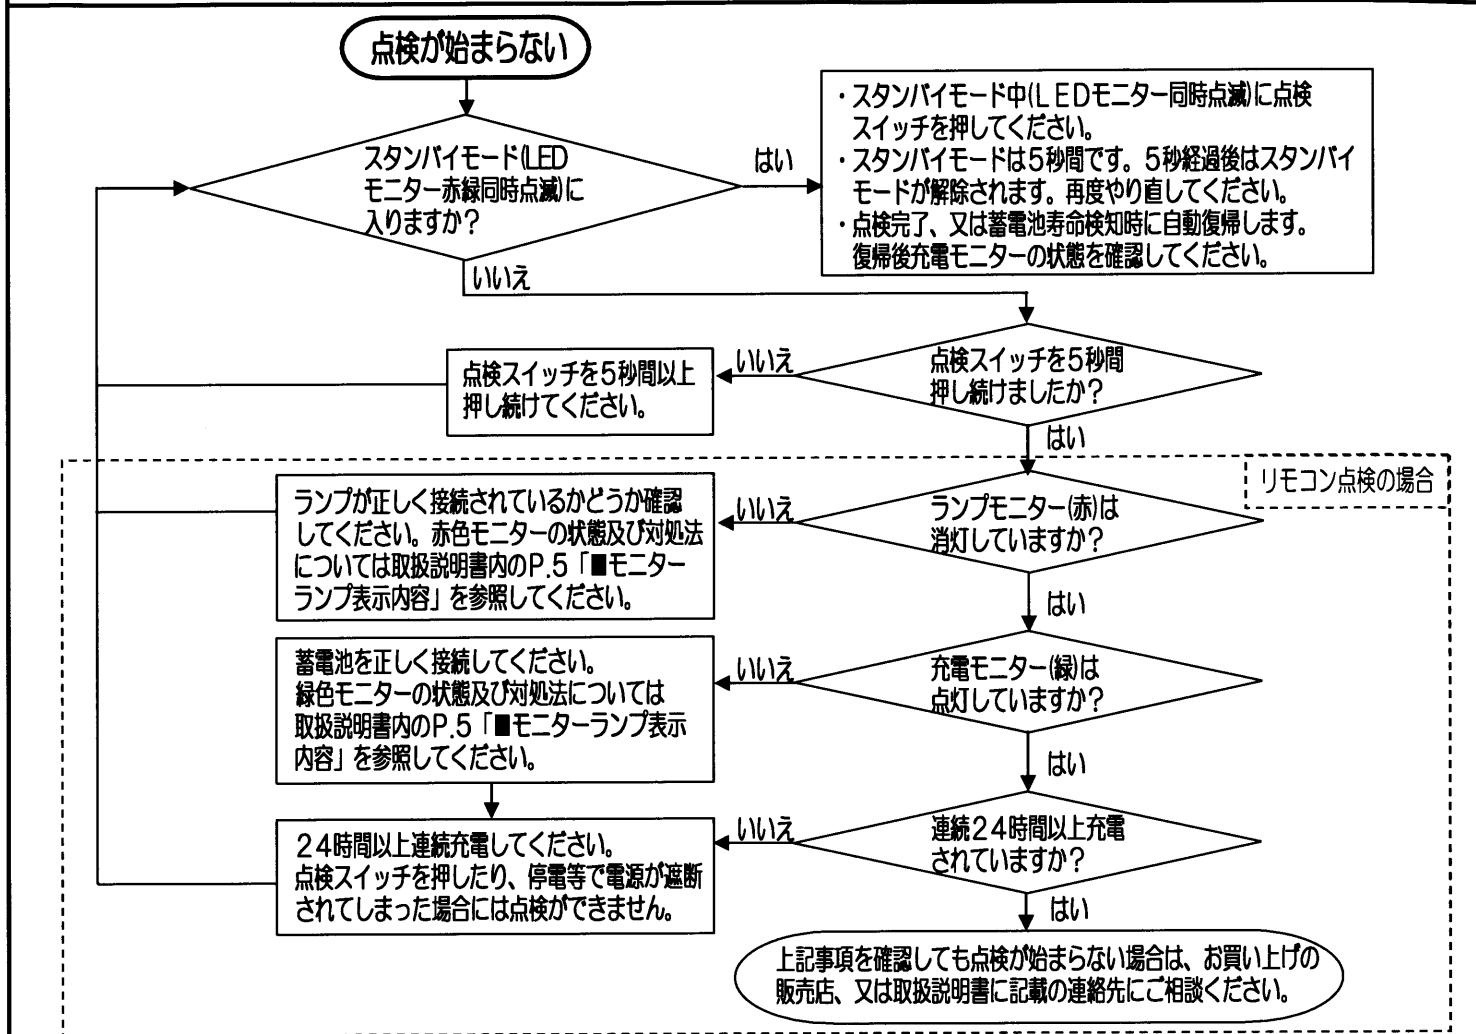 点検が始まらない
スタンバイモード(LED
モニター赤緑同時点滅)に
入りますか?
はい
・スタンバイモード中(LEDモニター同時点滅)に点検
スイッチを押してください。
・スタンバイモードは5秒間です。5秒経過後はスタンバイ
モードが解除されます。再度やり直してください。
・点検完了、又は蓄電池寿命検知時に自動復帰します。
復帰後充電モニターの状態を確認してください。
いいえ
点検スイッチを5秒間
押し続けましたか?
いいえ
点検スイッチを5秒間以上
押し続けてください。
はい
リモコン点検の場合
ランプモニター(赤)は
消灯していますか?
いいえ
ランプが正しく接続されているかどうか確認
してください。赤色モニターの状態及び対処法
については取扱説明書内のP.5「■モニター
ランプ表示内容」を参照してください。
はい
充電モニター(緑)は
点灯していますか?
いいえ
蓄電池を正しく接続してください。
緑色モニターの状態及び対処法については
取扱説明書内のP.5「■モニターランプ表示
内容」を参照してください。
はい
連続24時間以上充電
されていますか?
いいえ
24時間以上連続充電してください。
点検スイッチを押したり、停電等で電源が遮断
されてしまった場合には点検ができません。
はい
上記事項を確認しても点検が始まらない場合は、お買い上げの
販売店、又は取扱説明書に記載の連絡先にご相談ください。